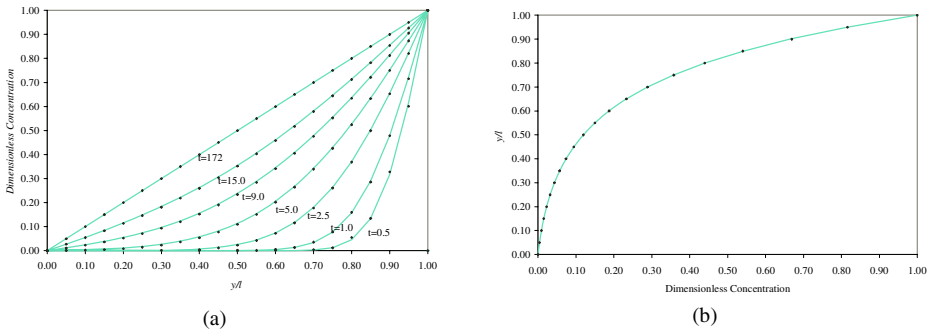 1.00
0.90
0.80
0.70
0.60
0.50
0.40
0.30
0.20
0.10
0.00
Dimensionless Concentration
t=172
t=15.0
t=9.0
t=5.0
t=2.5
t=1.0
t=0.5
0.00 0.10 0.20 0.30 0.40 0.50 0.60 0.70 0.80 0.90 1.00
y/l
(a)
1.00
0.90
0.80
0.70
0.60
0.50
0.40
0.30
0.20
0.10
0.00
y/l
0.00 0.10 0.20 0.30 0.40 0.50 0.60 0.70 0.80 0.90 1.00
Dimensionless Concentration
(b)